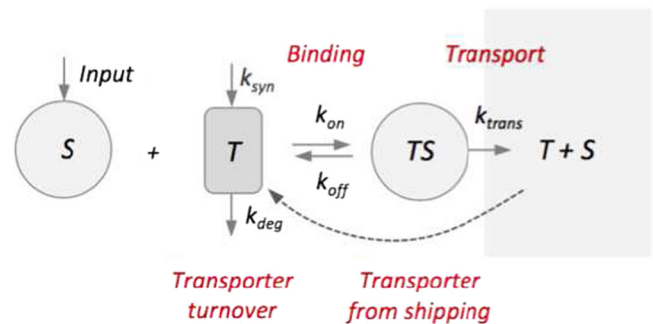 Input
k_syn
Binding
Transport
S
+
T
k_on
k_off
TS
k_trans
T + S
k_deg
Transporter
turnover
Transporter
from shipping